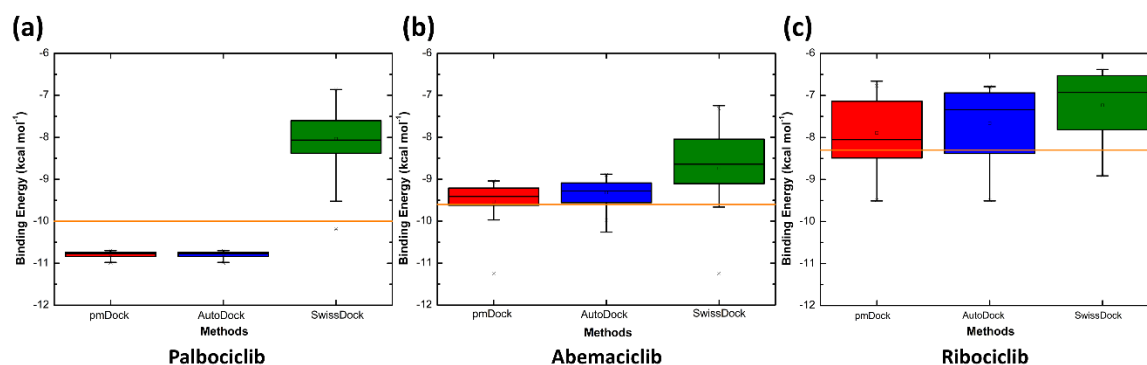 (a)
-6
-7
-8
-9
-10
-11
-12
Binding Energy (kcal mol⁻¹)
pmDock AutoDock SwissDock
Methods
Palbociclib
(b)
-6
-7
-8
-9
-10
-11
-12
Binding Energy (kcal mol⁻¹)
pmDock AutoDock SwissDock
Methods
Abemaciclib
(c)
-6
-7
-8
-9
-10
-11
-12
Binding Energy (kcal mol⁻¹)
pmDock AutoDock SwissDock
Methods
Ribociclib